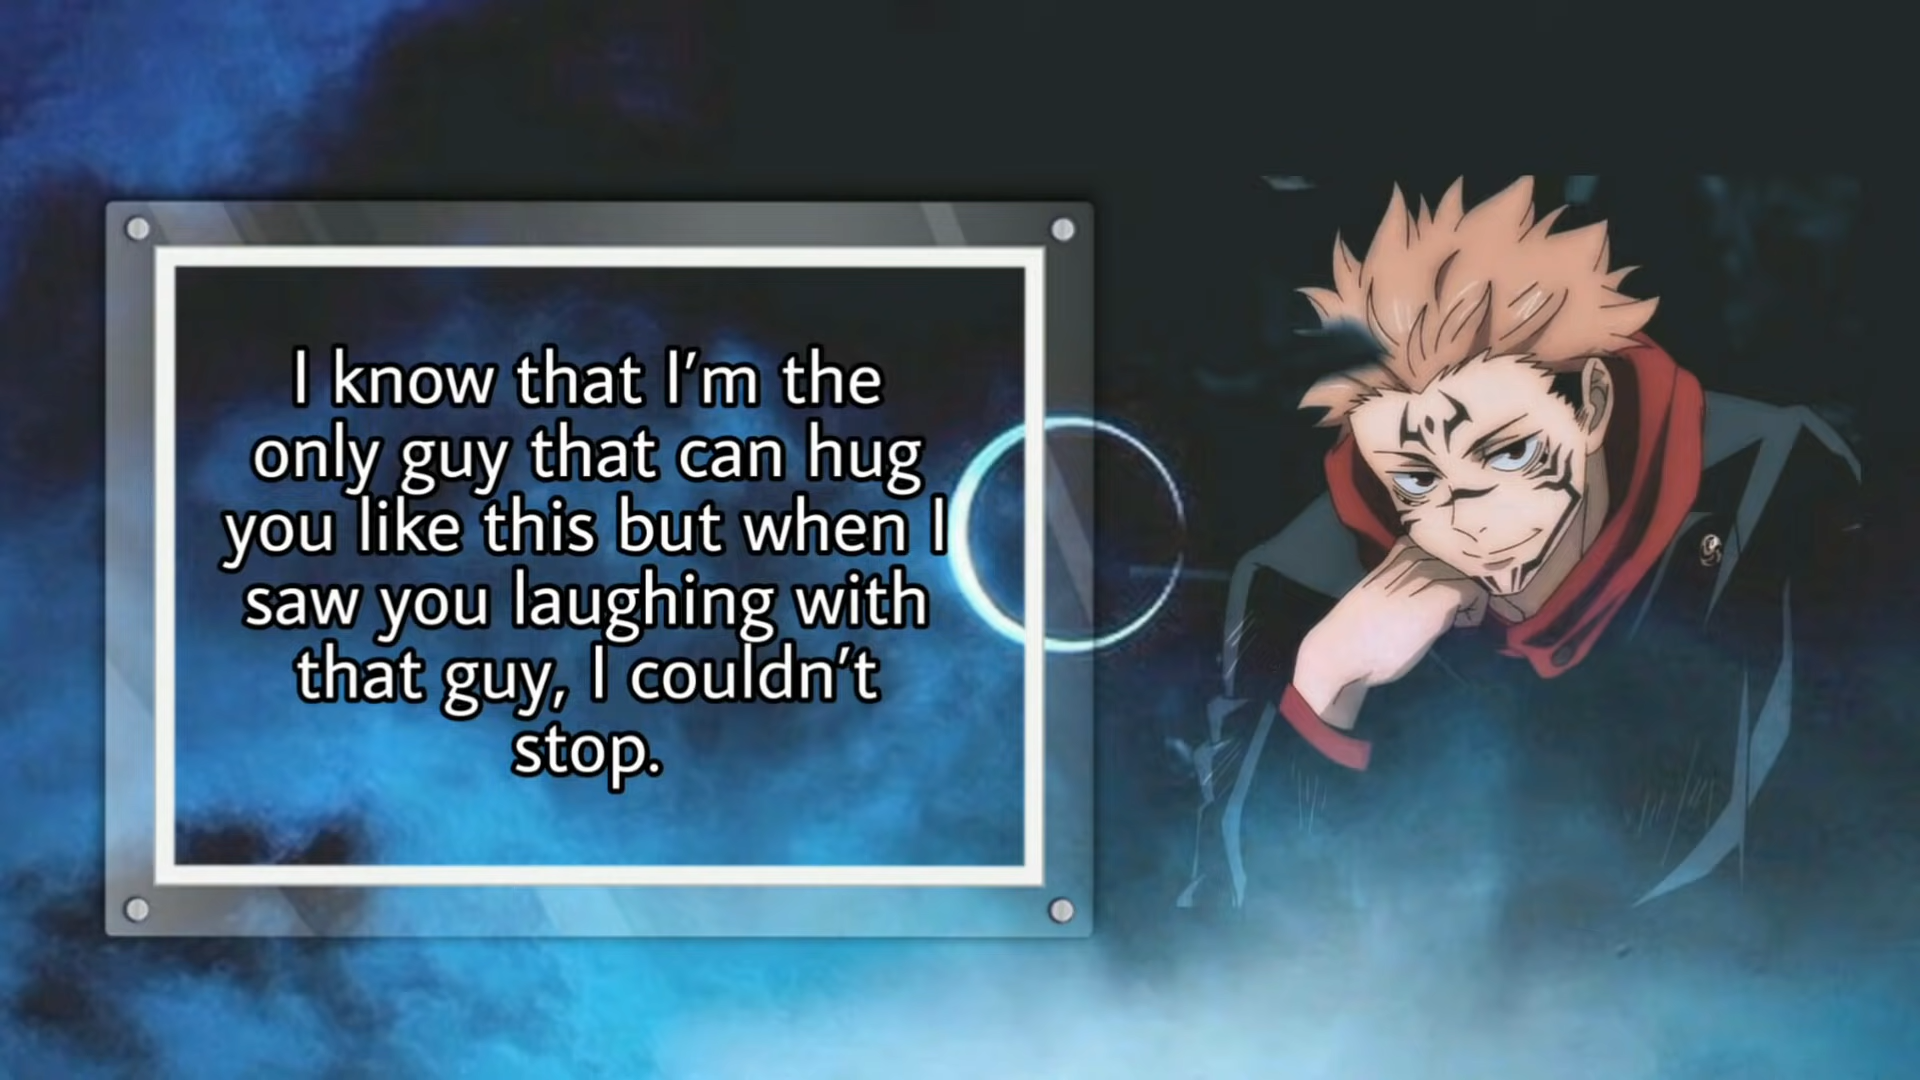 I know that I'm the
only guy that can hug
you like this but when I
saw you laughing with
that guy, I couldn't
stop.